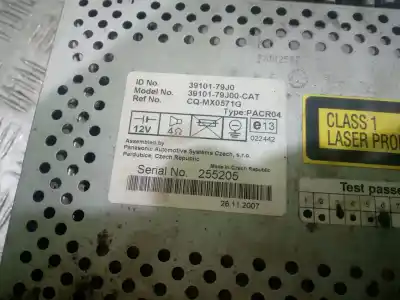 ID No. 39101-79J0
Model No. 39101-79J00-CAT
Ref No. CQ-MX0571G
Type:PACR04
12V 4Ω e13
022442
Assembled by
Panasonic Automotive Systems Czech, s.r.o.
Pardubice, Czech Republic
Made in Czech Republic
Serial No. 255205
26.11.2007
CLASS 1
LASER PRO
Test passe